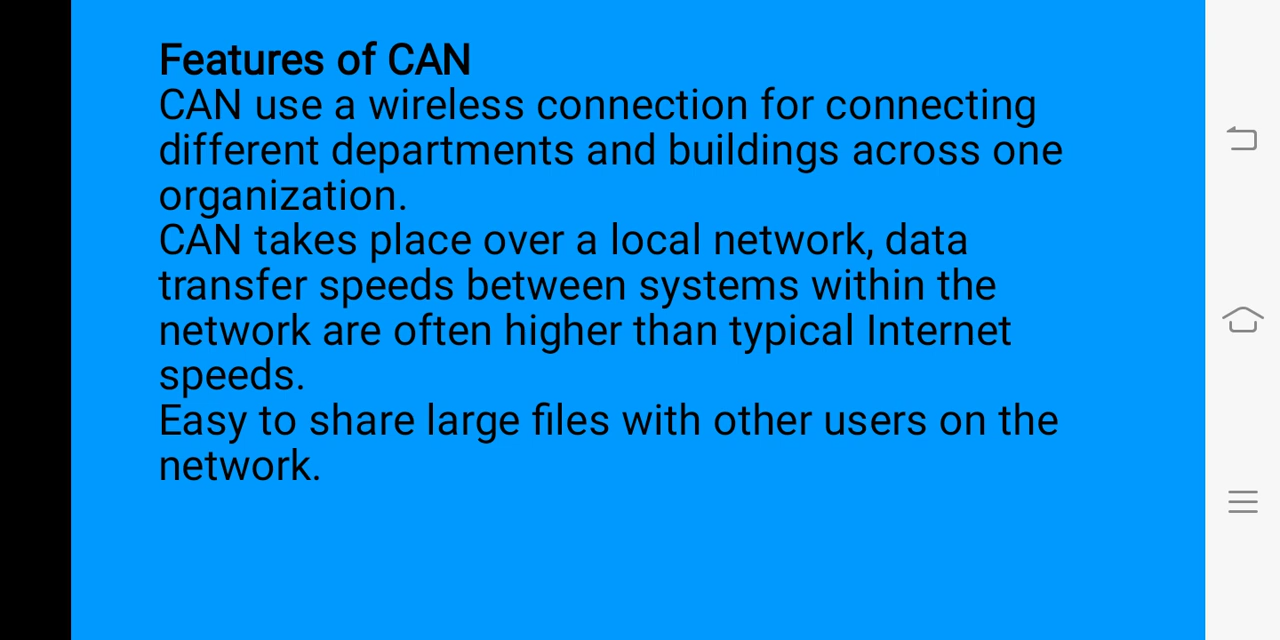 Features of CAN
CAN use a wireless connection for connecting
different departments and buildings across one
organization.
CAN takes place over a local network, data
transfer speeds between systems within the
network are often higher than typical Internet
speeds.
Easy to share large files with other users on the
network.